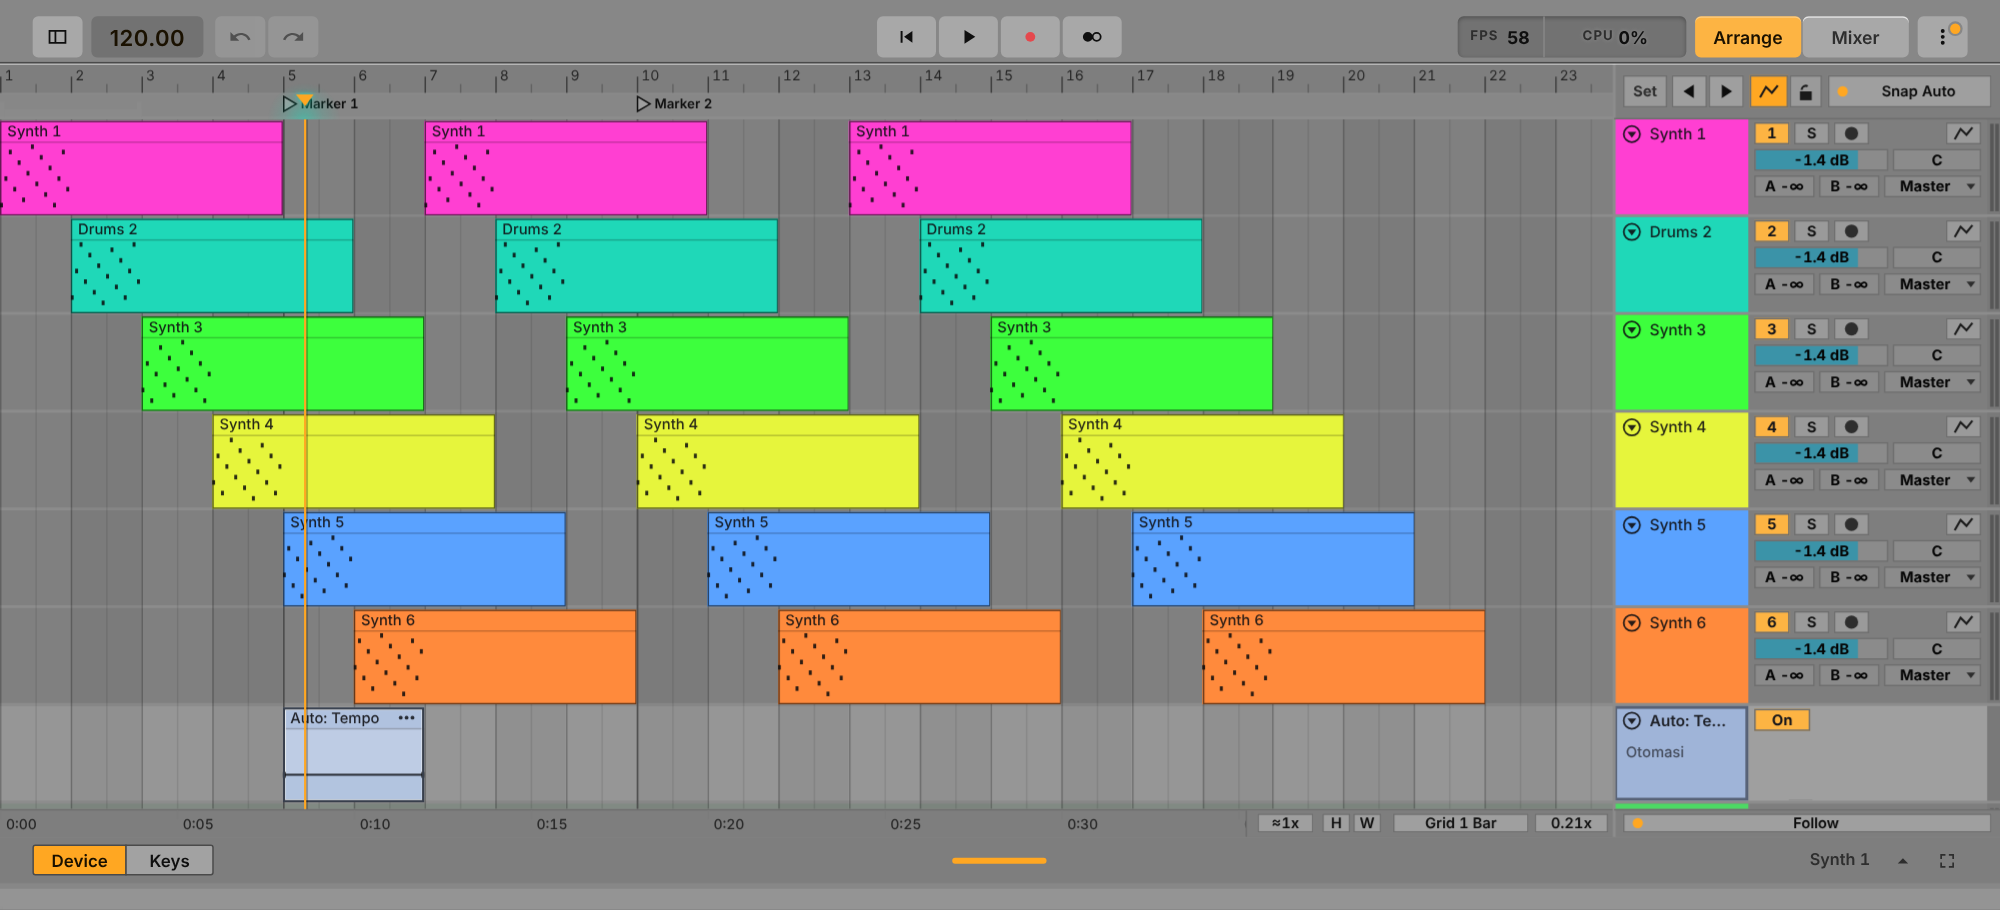 120.00
FPS 58 CPU 0% Arrange Mixer
1 2 3 4 5 6 7 8 9 10 11 12 13 14 15 16 17 18 19 20 21 22 23
Set Snap Auto
Marker 1 Marker 2
Synth 1 Synth 1 Synth 1 Synth 1 1 S
-1.4 dB C
A -∞ B -∞ Master
Drums 2 Drums 2 Drums 2 Drums 2 2 S
-1.4 dB C
A -∞ B -∞ Master
Synth 3 Synth 3 Synth 3 Synth 3 3 S
-1.4 dB C
A -∞ B -∞ Master
Synth 4 Synth 4 Synth 4 Synth 4 4 S
-1.4 dB C
A -∞ B -∞ Master
Synth 5 Synth 5 Synth 5 Synth 5 5 S
-1.4 dB C
A -∞ B -∞ Master
Synth 6 Synth 6 Synth 6 Synth 6 6 S
-1.4 dB C
A -∞ B -∞ Master
Auto: Tempo ••• Auto: Te... On
Otomasi
0:00 0:05 0:10 0:15 0:20 0:25 0:30 ≈1x H W Grid 1 Bar 0.21x Follow
Device Keys Synth 1